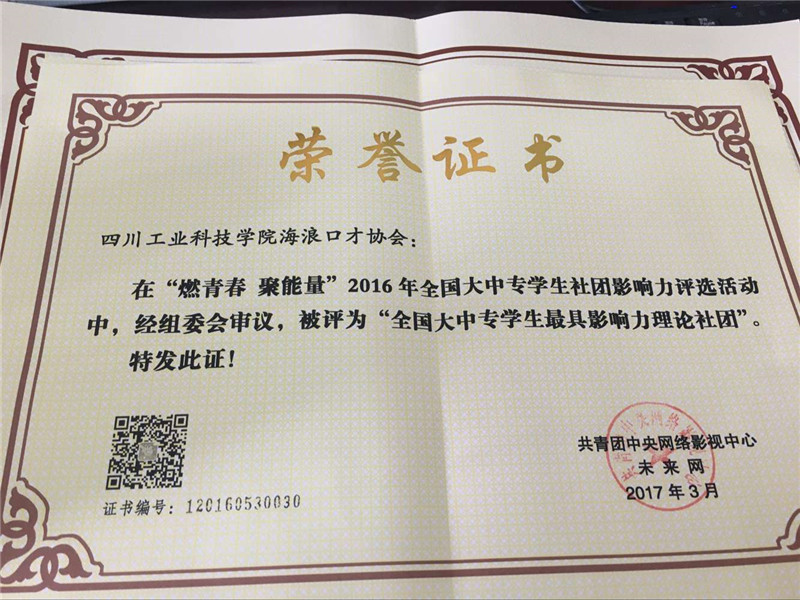 荣誉证书
四川工业科技学院海浪口才协会：
在“燃青春 聚能量”2016年全国大中专学生社团影响力评选活动
中，经组委会审议，被评为“全国大中专学生最具影响力理论社团”。
特发此证！
共青团中央网络影视中心
未来网
2017年3月
证书编号：120160530030